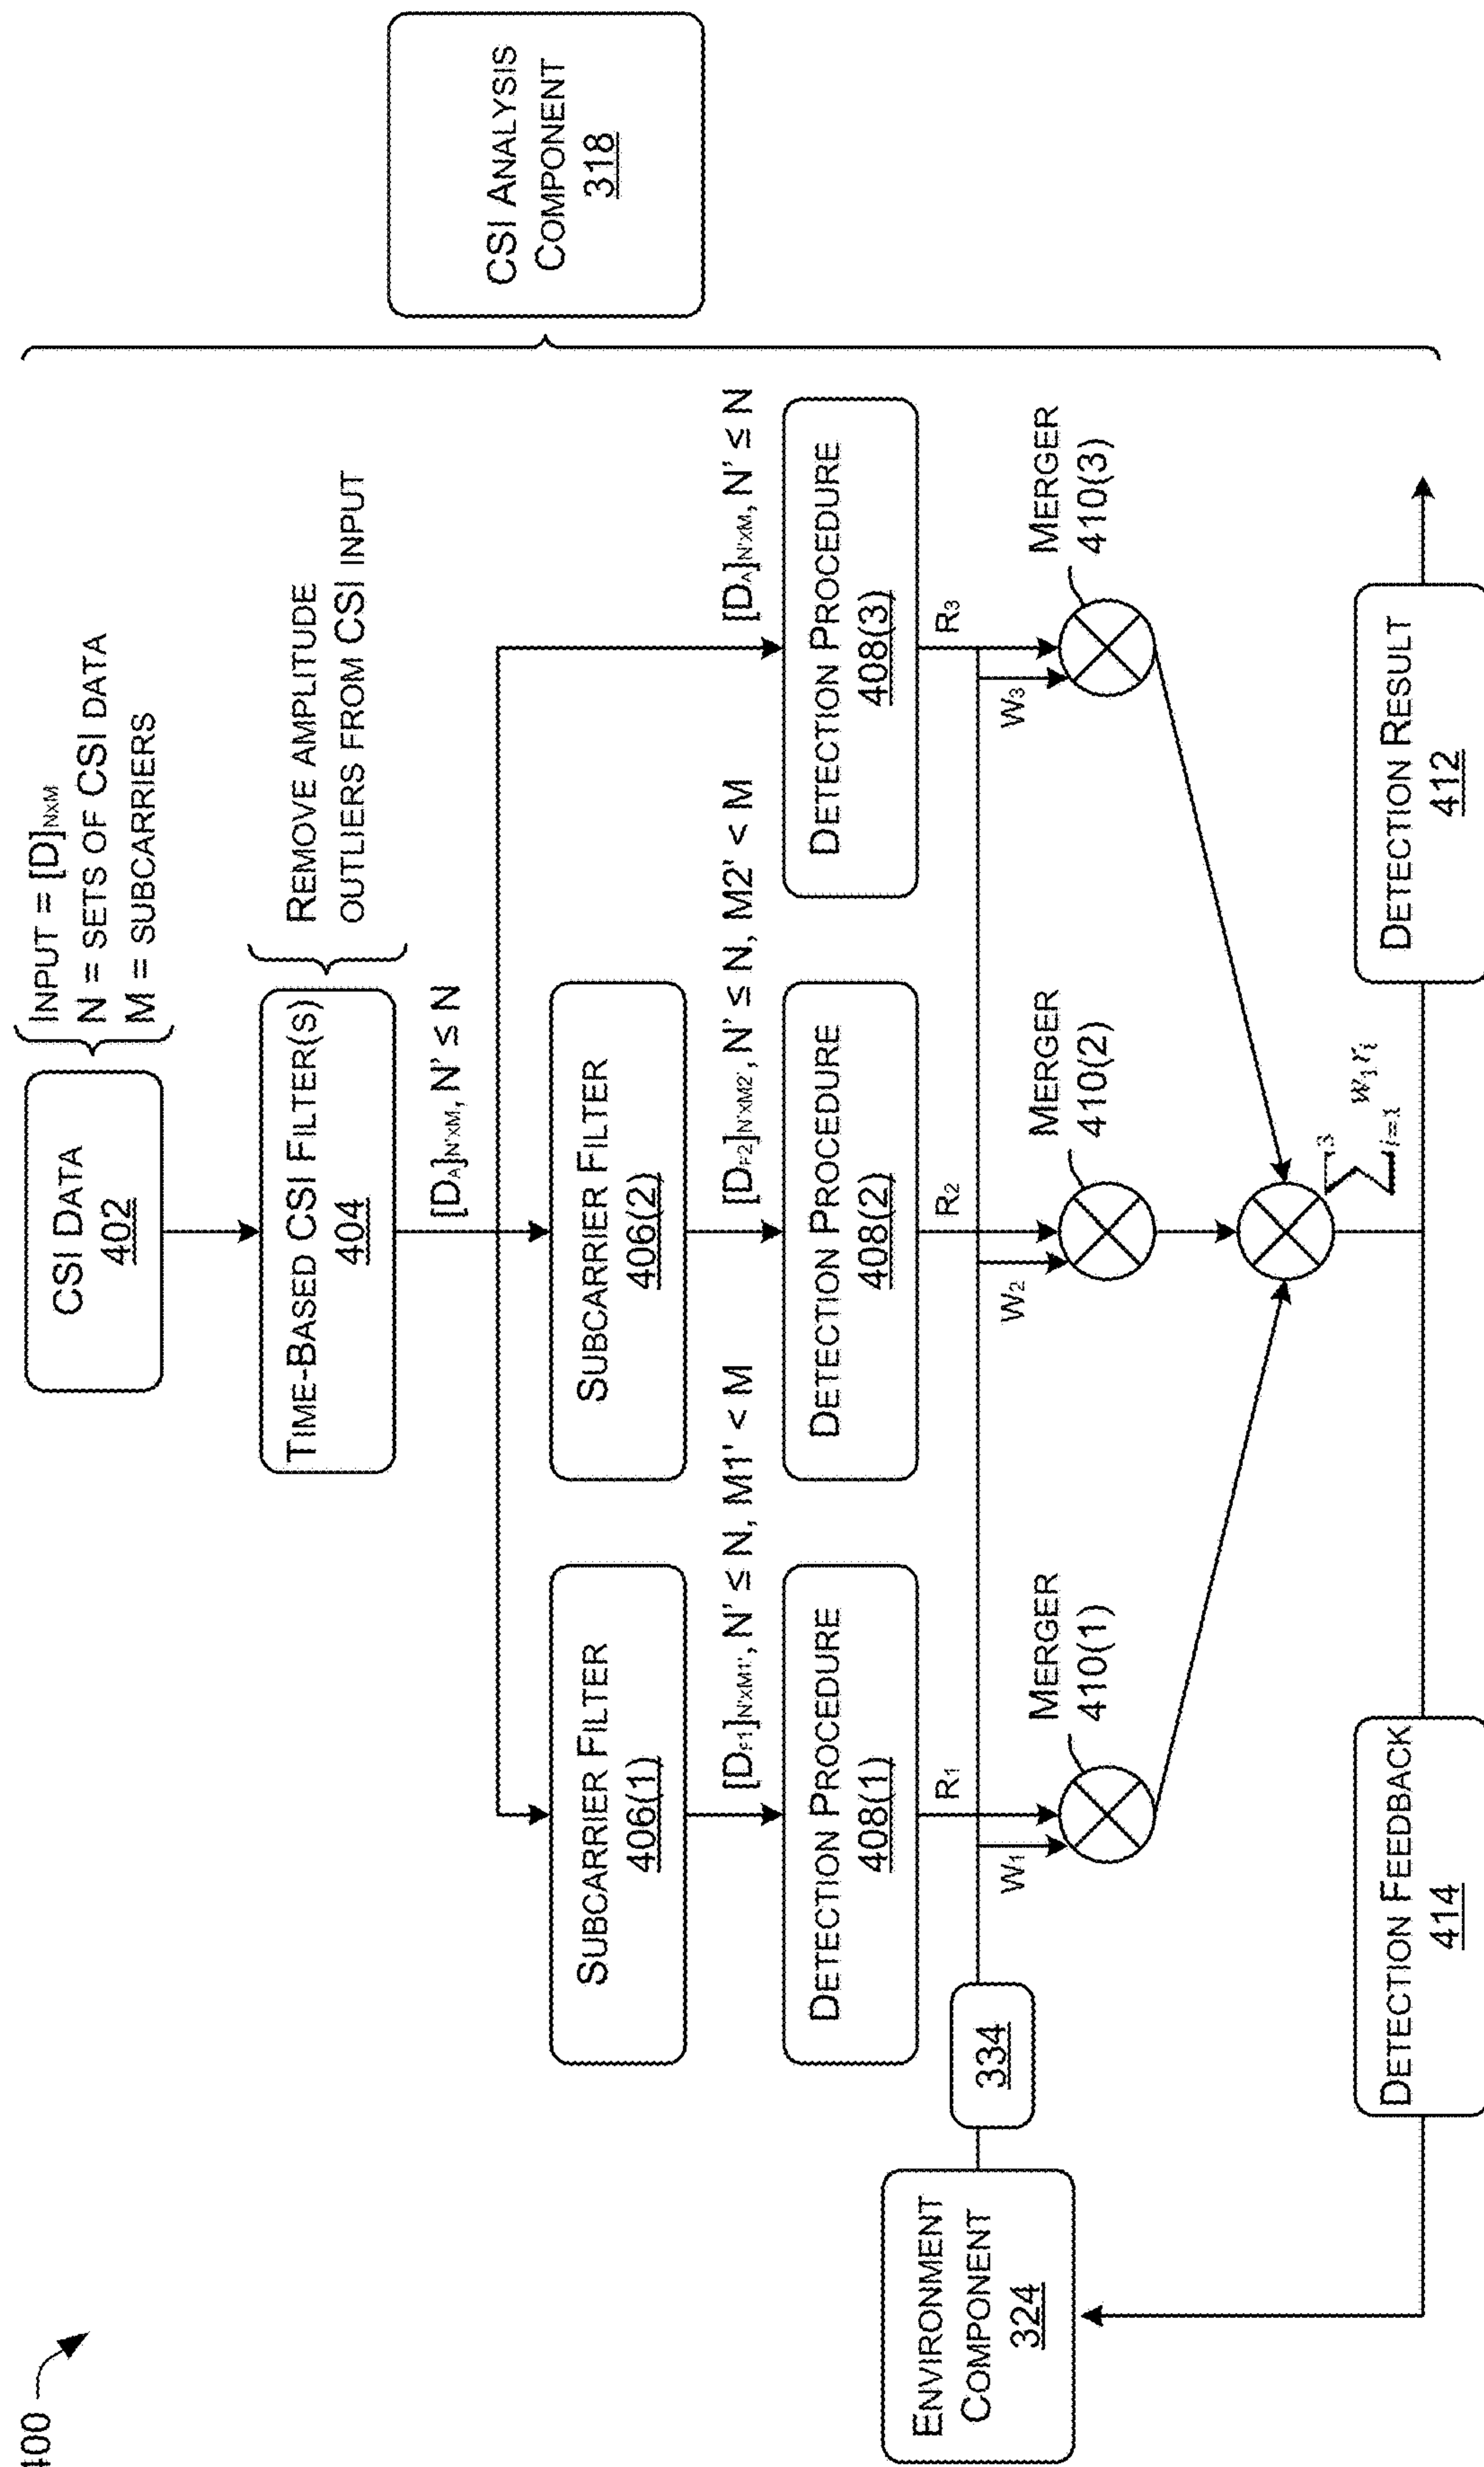 400
CSI DATA
402
INPUT = [D]NXM
N = SETS OF CSI DATA
M = SUBCARRIERS
TIME-BASED CSI FILTER(S)
404
REMOVE AMPLITUDE
OUTLIERS FROM CSI INPUT
[DA]N'XM, N' ≤ N
SUBCARRIER FILTER
406(1)
SUBCARRIER FILTER
406(2)
[DF1]N'XM1', N' ≤ N, M1' < M
[DF2]N'XM2', N' ≤ N, M2' < M
[DA]N'XM, N' ≤ N
DETECTION PROCEDURE
408(1)
DETECTION PROCEDURE
408(2)
DETECTION PROCEDURE
408(3)
CSI ANALYSIS
COMPONENT
318
ENVIRONMENT
COMPONENT
324
334
R1
R2
R3
W1
W2
W3
MERGER
410(1)
MERGER
410(2)
MERGER
410(3)
∑3i=1 wiri
DETECTION FEEDBACK
414
DETECTION RESULT
412